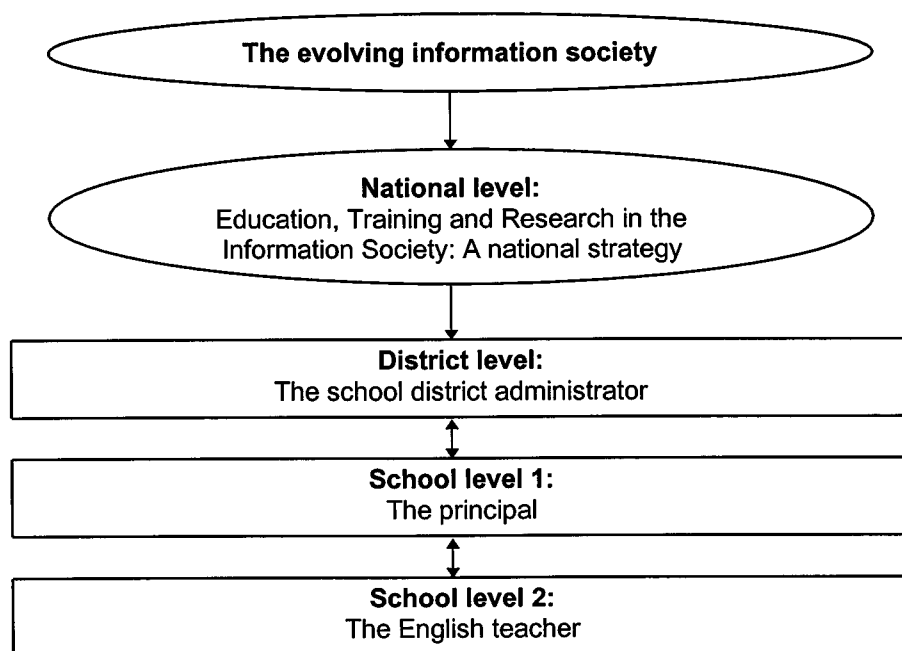 The evolving information society
National level:
Education, Training and Research in the
Information Society: A national strategy
District level:
The school district administrator
School level 1:
The principal
School level 2:
The English teacher